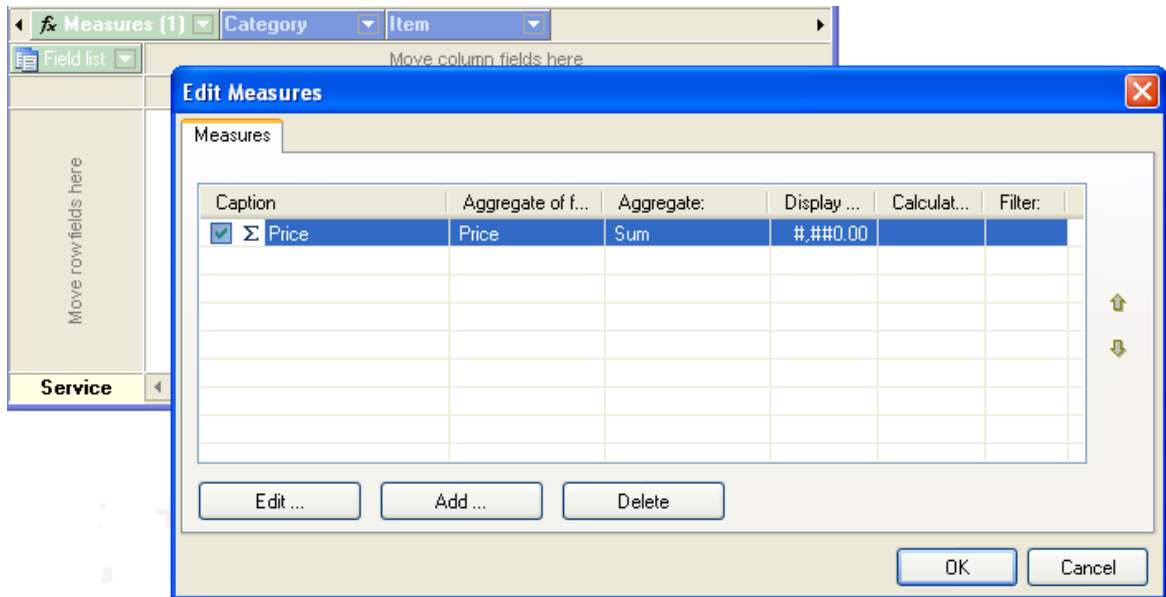 fx Measures (1) Category Item
Field list Move column fields here
Edit Measures
Measures
Move row fields here
Caption Aggregate of f... Aggregate: Display ... Calculat... Filter:
Σ Price Price Sum #,##0.00
Service
Edit ... Add ... Delete
OK Cancel